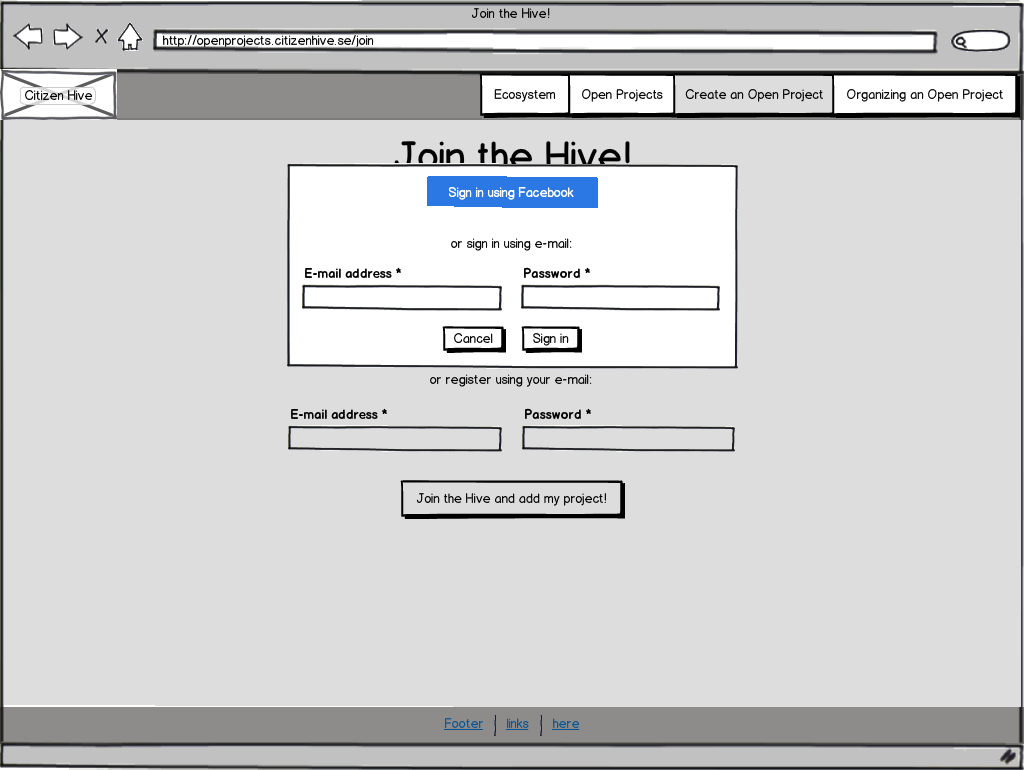 Join the Hive!
http://openprojects.citizenhive.se/join
Citizen Hive
Ecosystem
Open Projects
Create an Open Project
Organizing an Open Project
Join the Hive!
Sign in using Facebook
or sign in using e-mail:
E-mail address * Password *
Cancel Sign in
or register using your e-mail:
E-mail address * Password *
Join the Hive and add my project!
Footer links here